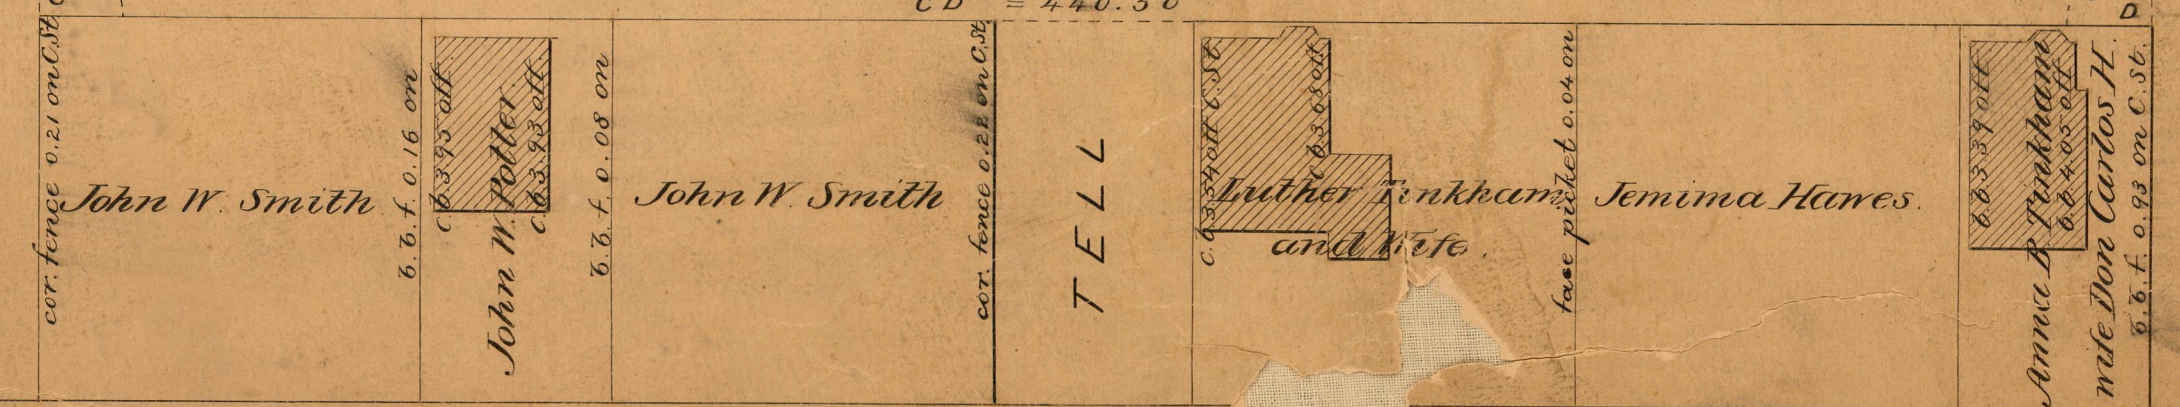 CD = 440.50
D
cor. fence 0.21 on C.St.
John W. Smith
b. b. f. 0.16 on
c b 3.95 off.
John W. Potter.
c. b 3.93 off.
b. b. f. 0.08 on
John W. Smith
cor. fence 0.22 on C.St.
TELL
c. b 3.54 off C.St.
Luther Tinkham
and Wife.
c b 3.68 off
face picket 0.04 on
Jemima Hawes.
b b 3.39 off
Anna B. Tinkham
b b 4.05 off
wife Don Carlos H.
b. b. f. 0.93 on C.St.